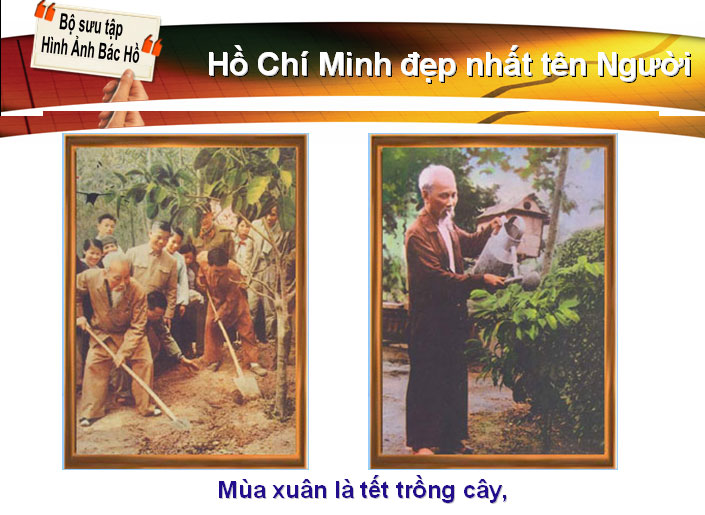 Bộ sưu tập
Hình Ảnh Bác Hồ
Hồ Chí Minh đẹp nhất tên Người
Mùa xuân là tết trồng cây,